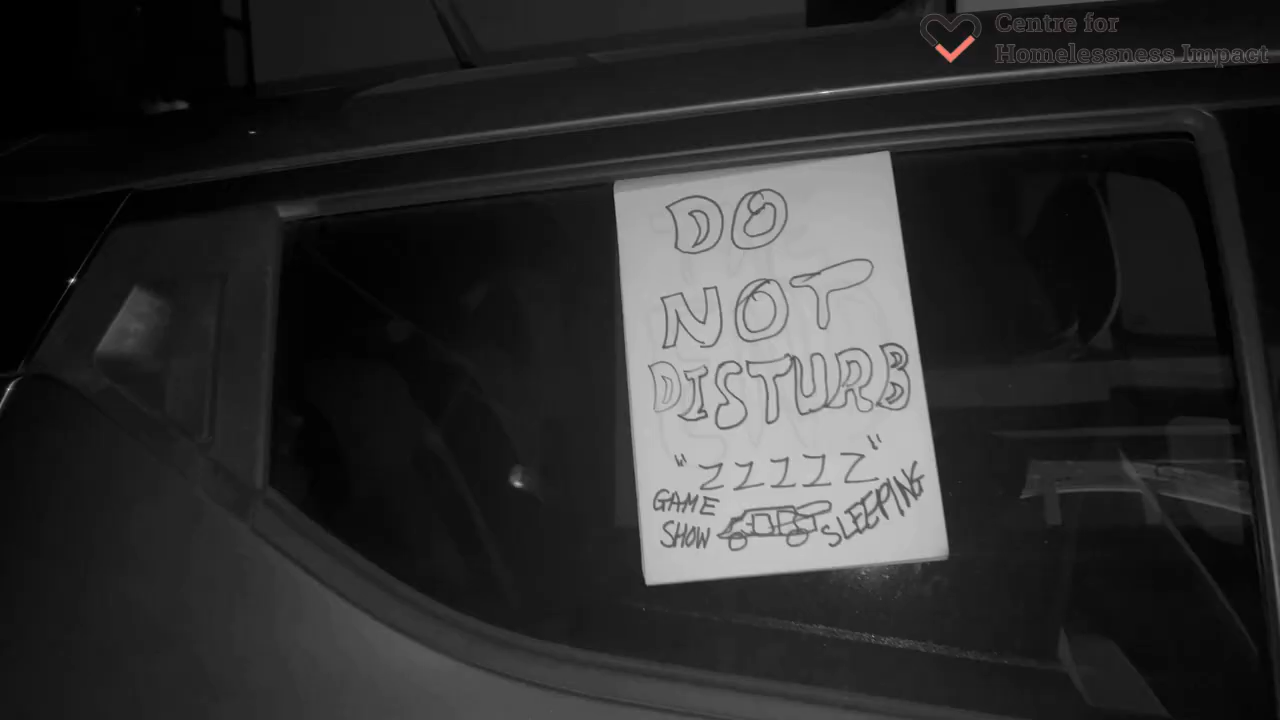 Centre for
Homelessness Impact
DO
NOT
DISTURB
"ZZZZZ"
GAME
SHOW
SLEEPING